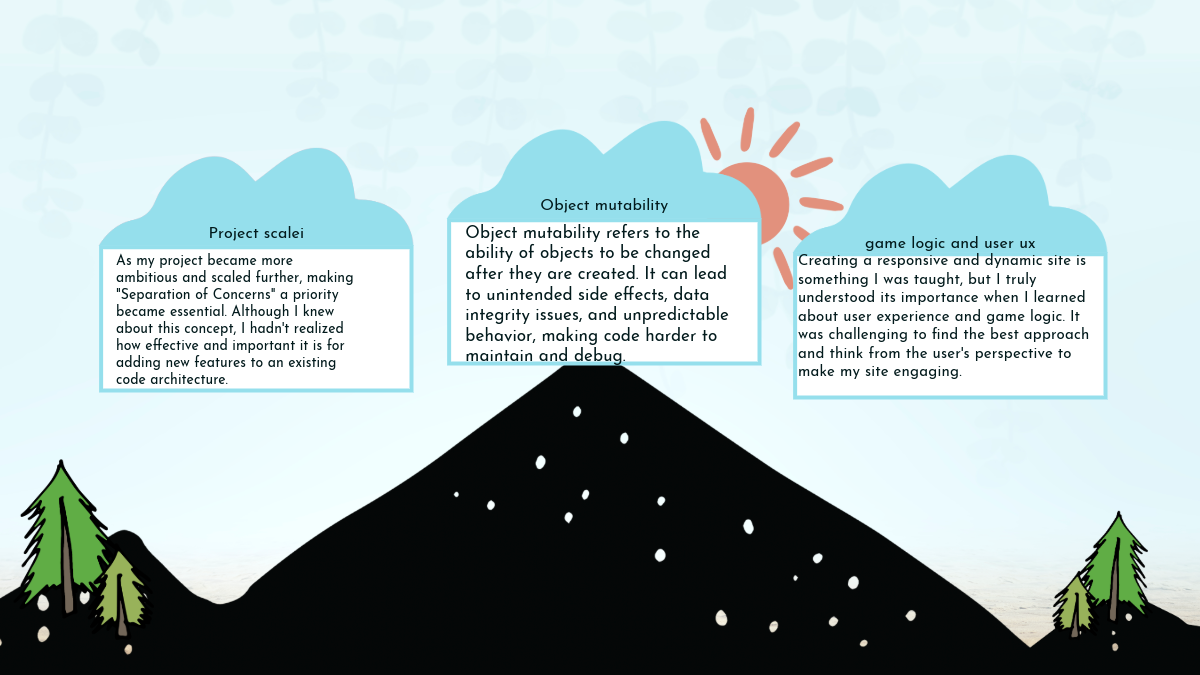 Project scalei
As my project became more
ambitious and scaled further, making
"Separation of Concerns" a priority
became essential. Although I knew
about this concept, I hadn't realized
how effective and important it is for
adding new features to an existing
code architecture.
Object mutability
Object mutability refers to the
ability of objects to be changed
after they are created. It can lead
to unintended side effects, data
integrity issues, and unpredictable
behavior, making code harder to
maintain and debug.
game logic and user ux
Creating a responsive and dynamic site is
something I was taught, but I truly
understood its importance when I learned
about user experience and game logic. It
was challenging to find the best approach
and think from the user's perspective to
make my site engaging.